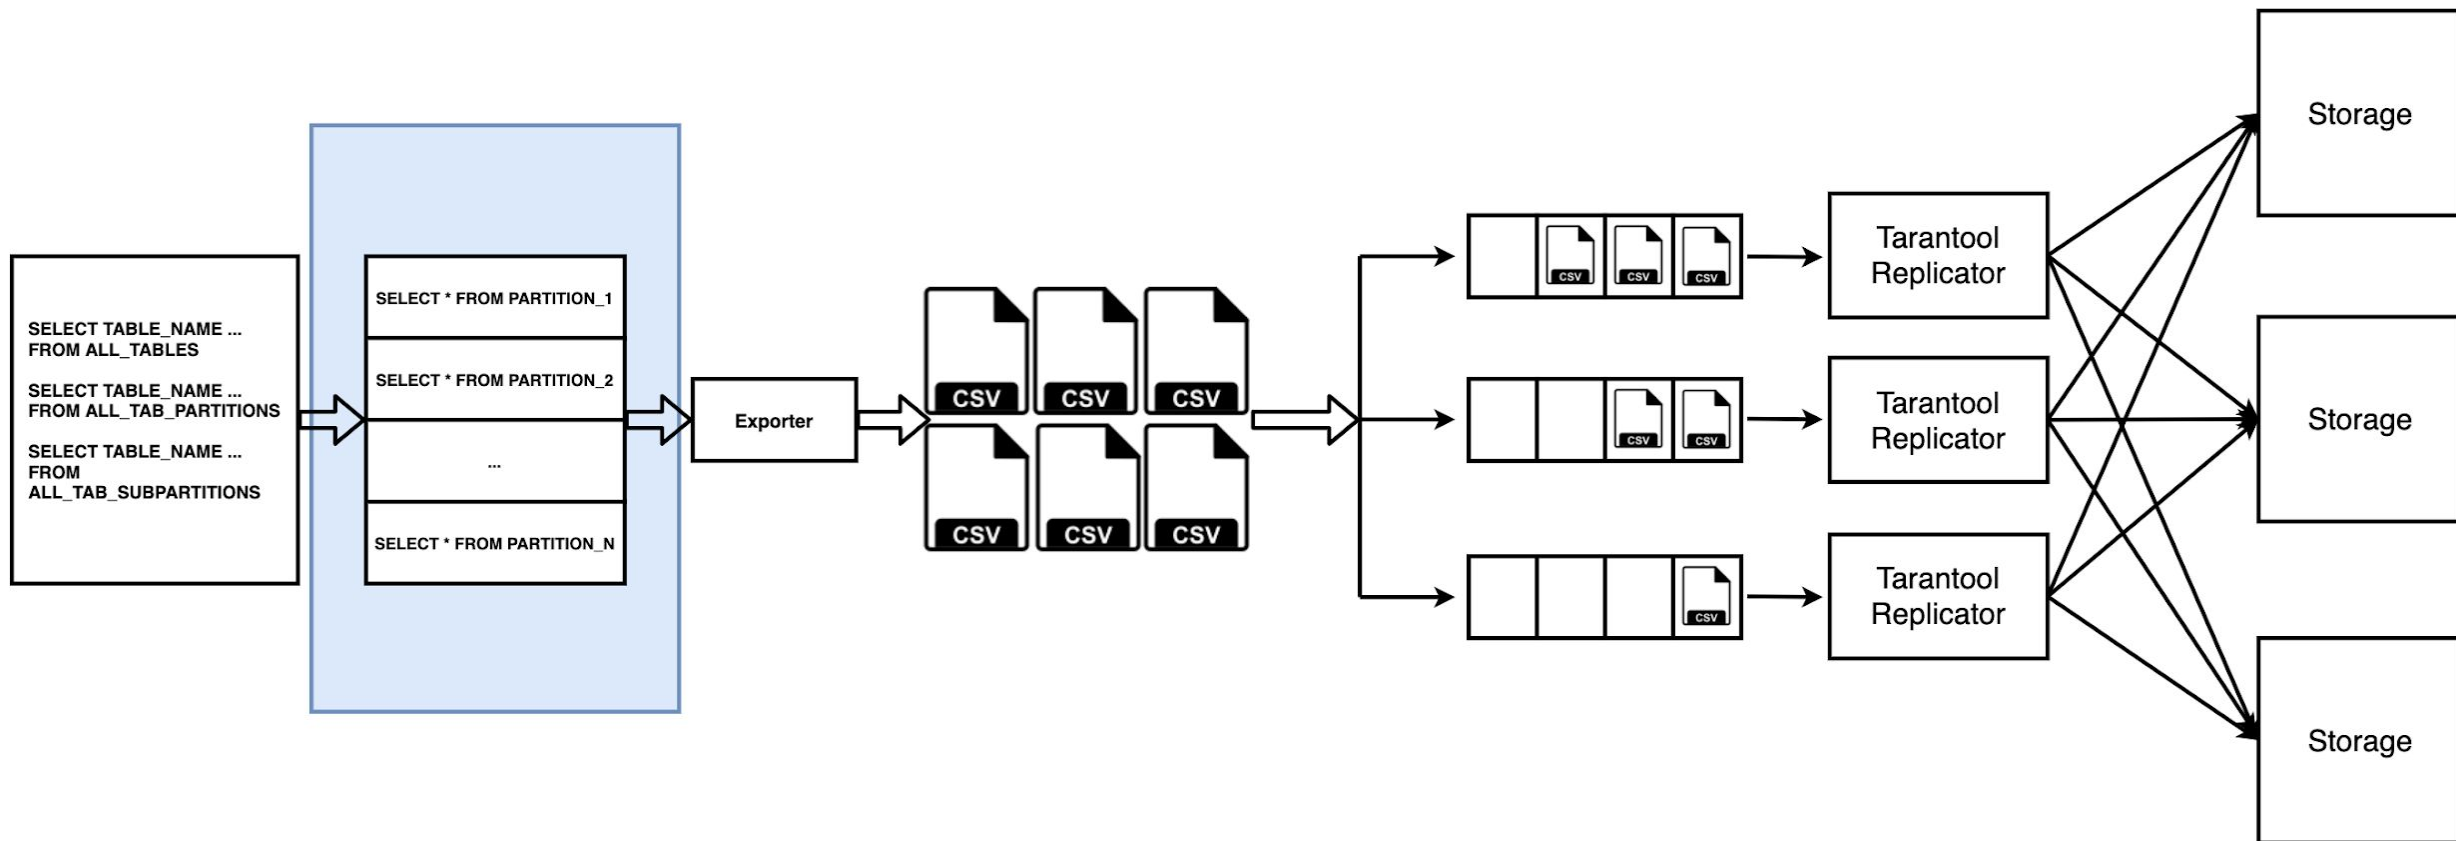 SELECT TABLE_NAME ...
FROM ALL_TABLES
SELECT TABLE_NAME ...
FROM ALL_TAB_PARTITIONS
SELECT TABLE_NAME ...
FROM
ALL_TAB_SUBPARTITIONS
SELECT * FROM PARTITION_1
SELECT * FROM PARTITION_2
...
SELECT * FROM PARTITION_N
Exporter
CSV
CSV
CSV
CSV
CSV
CSV
CSV
CSV
CSV
CSV
CSV
CSV
Tarantool
Replicator
Tarantool
Replicator
Tarantool
Replicator
Storage
Storage
Storage